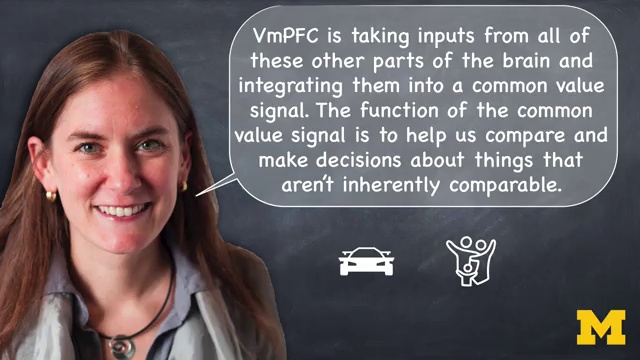 VmPFC is taking inputs from all of
these other parts of the brain and
integrating them into a common value
signal. The function of the common
value signal is to help us compare and
make decisions about things that
aren't inherently comparable.
M